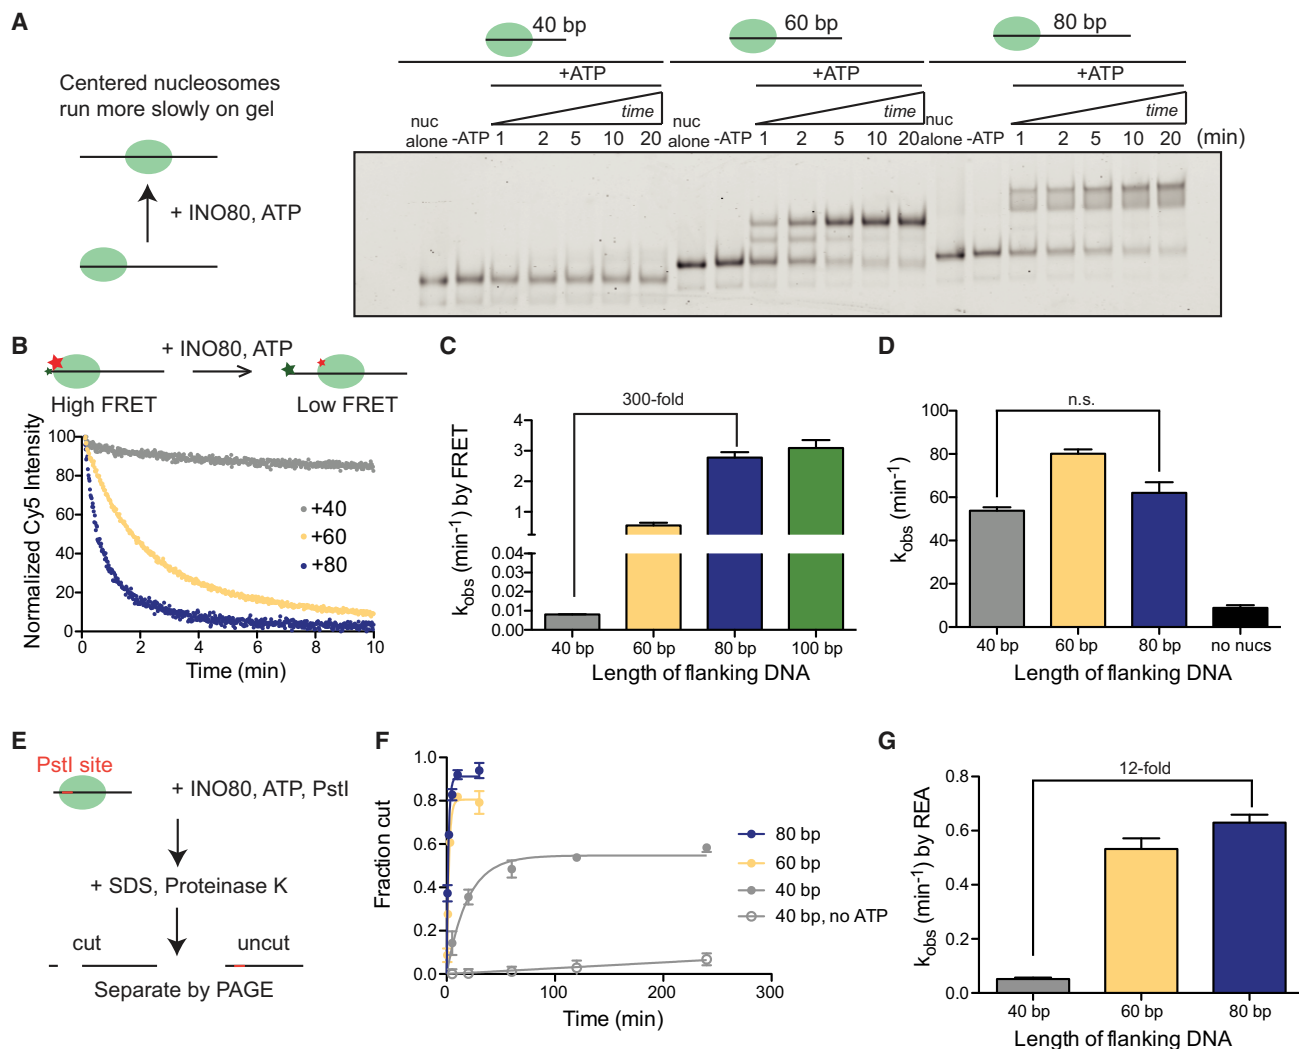 A
Centered nucleosomes
run more slowly on gel
+ INO80, ATP
40 bp
60 bp
80 bp
+ATP
+ATP
+ATP
time
time
time
nuc
alone
-ATP
1
2
5
10
20
nuc
alone
-ATP
1
2
5
10
20
nuc
alone
-ATP
1
2
5
10
20
(min)
B
+ INO80, ATP
High FRET
Low FRET
Normalized Cy5 Intensity
100
80
60
40
20
0
+40
+60
+80
0
2
4
6
8
10
Time (min)
C
300-fold
kobs (min-1) by FRET
4
3
2
1
0.04
0.03
0.02
0.01
0.00
40 bp
60 bp
80 bp
100 bp
Length of flanking DNA
D
n.s.
kobs (min-1)
100
80
60
40
20
0
40 bp
60 bp
80 bp
no nucs
Length of flanking DNA
E
PstI site
+ INO80, ATP, PstI
+ SDS, Proteinase K
cut
uncut
Separate by PAGE
F
Fraction cut
1.0
0.8
0.6
0.4
0.2
0.0
80 bp
60 bp
40 bp
40 bp, no ATP
0
100
200
300
Time (min)
G
12-fold
kobs (min-1) by REA
0.8
0.6
0.4
0.2
0.0
40 bp
60 bp
80 bp
Length of flanking DNA